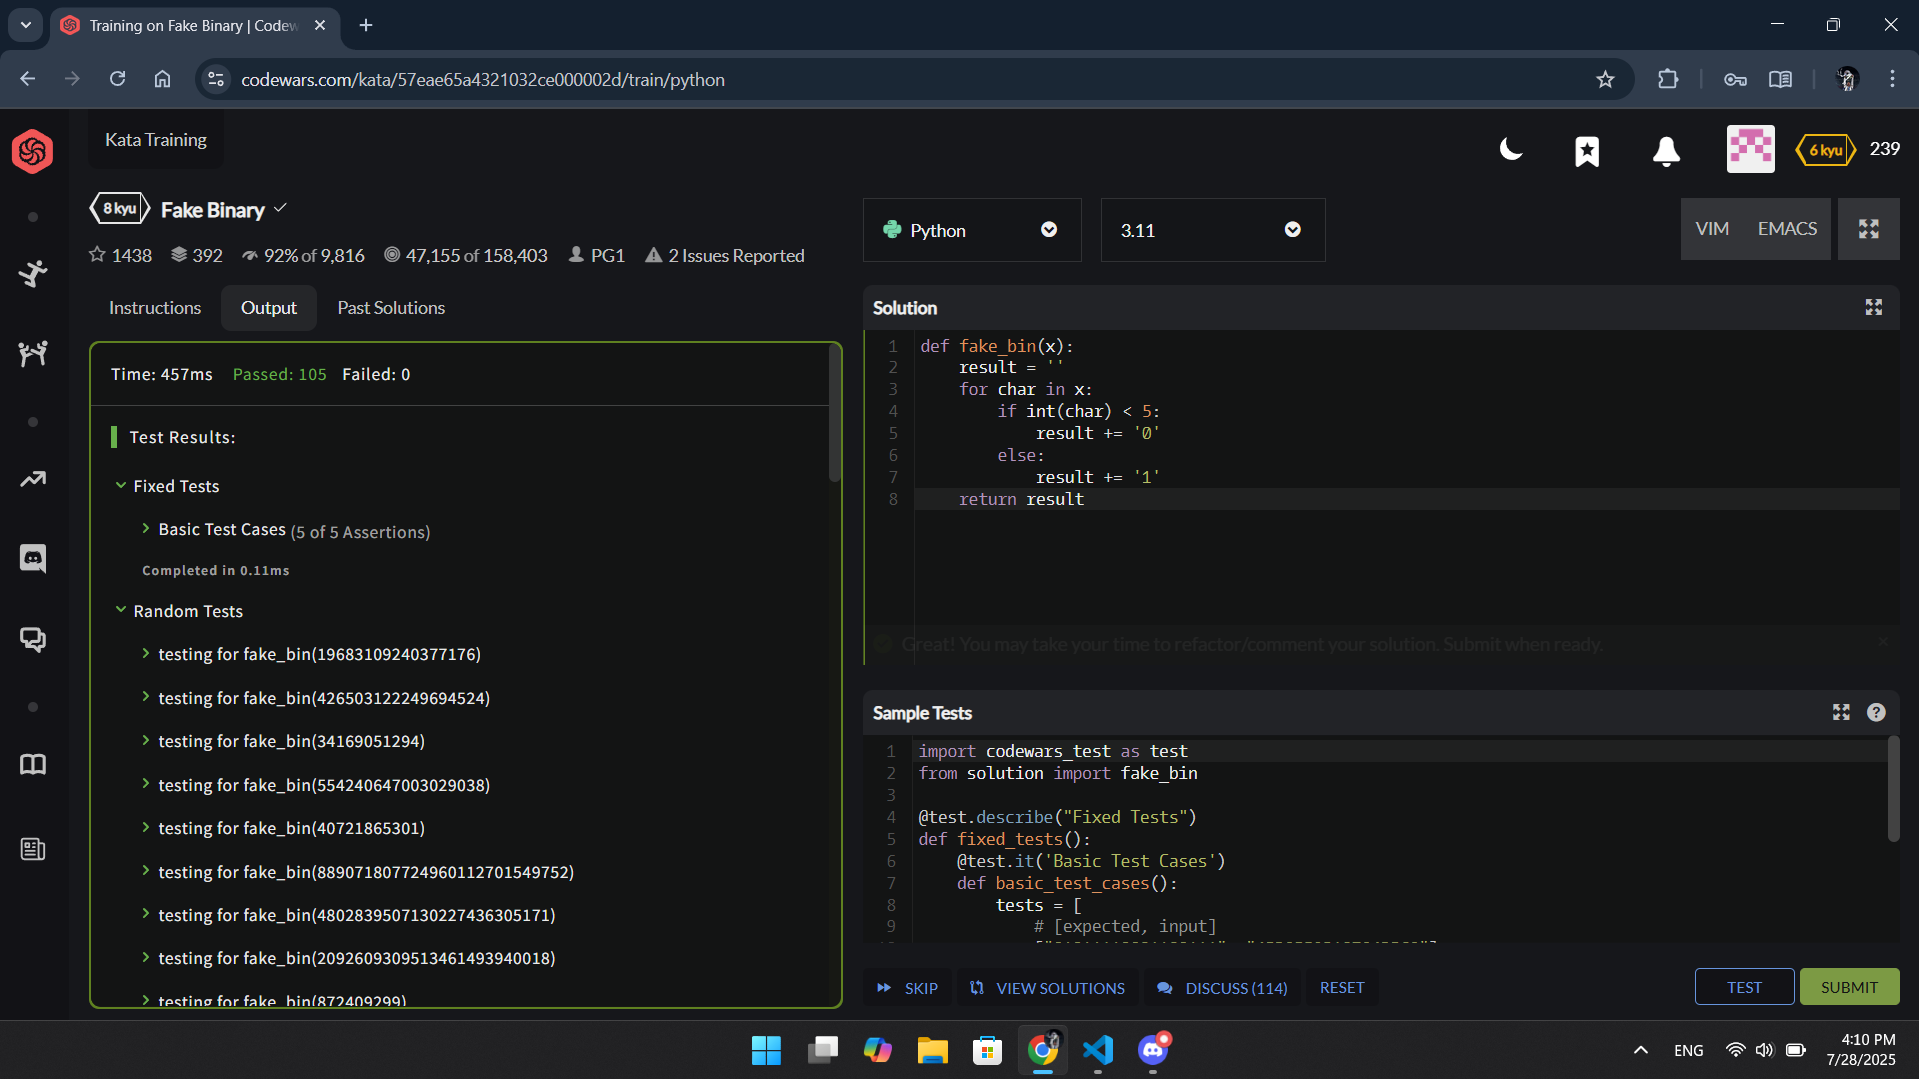 Training on Fake Binary | Codew
codewars.com/kata/57eae65a4321032ce000002d/train/python
Kata Training
6 kyu
239
8 kyu
Fake Binary
1438
392
92% of 9,816
47,155 of 158,403
PG1
2 Issues Reported
Python
3.11
VIM
EMACS
Instructions
Output
Past Solutions
Time: 457ms Passed: 105 Failed: 0
Test Results:
Fixed Tests
Basic Test Cases (5 of 5 Assertions)
Completed in 0.11ms
Random Tests
testing for fake_bin(19683109240377176)
testing for fake_bin(426503122249694524)
testing for fake_bin(34169051294)
testing for fake_bin(554240647003029038)
testing for fake_bin(40721865301)
testing for fake_bin(8890718077249601127015497​52)
testing for fake_bin(4802839507130227436305171)
testing for fake_bin(2092609309513461493940018)
testing for fake_bin(872409299)
Solution
1 def fake_bin(x):
2 result = ''
3 for char in x:
4 if int(char) < 5:
5 result += '0'
6 else:
7 result += '1'
8 return result
Great! You may take your time to refactor/comment your solution. Submit when ready.
Sample Tests
1 import codewars_test as test
2 from solution import fake_bin
3
4 @test.describe("Fixed Tests")
5 def fixed_tests():
6 @test.it('Basic Test Cases')
7 def basic_test_cases():
8 tests = [
9 # [expected, input]
SKIP
VIEW SOLUTIONS
DISCUSS (114)
RESET
TEST
SUBMIT
ENG
4:10 PM
7/28/2025